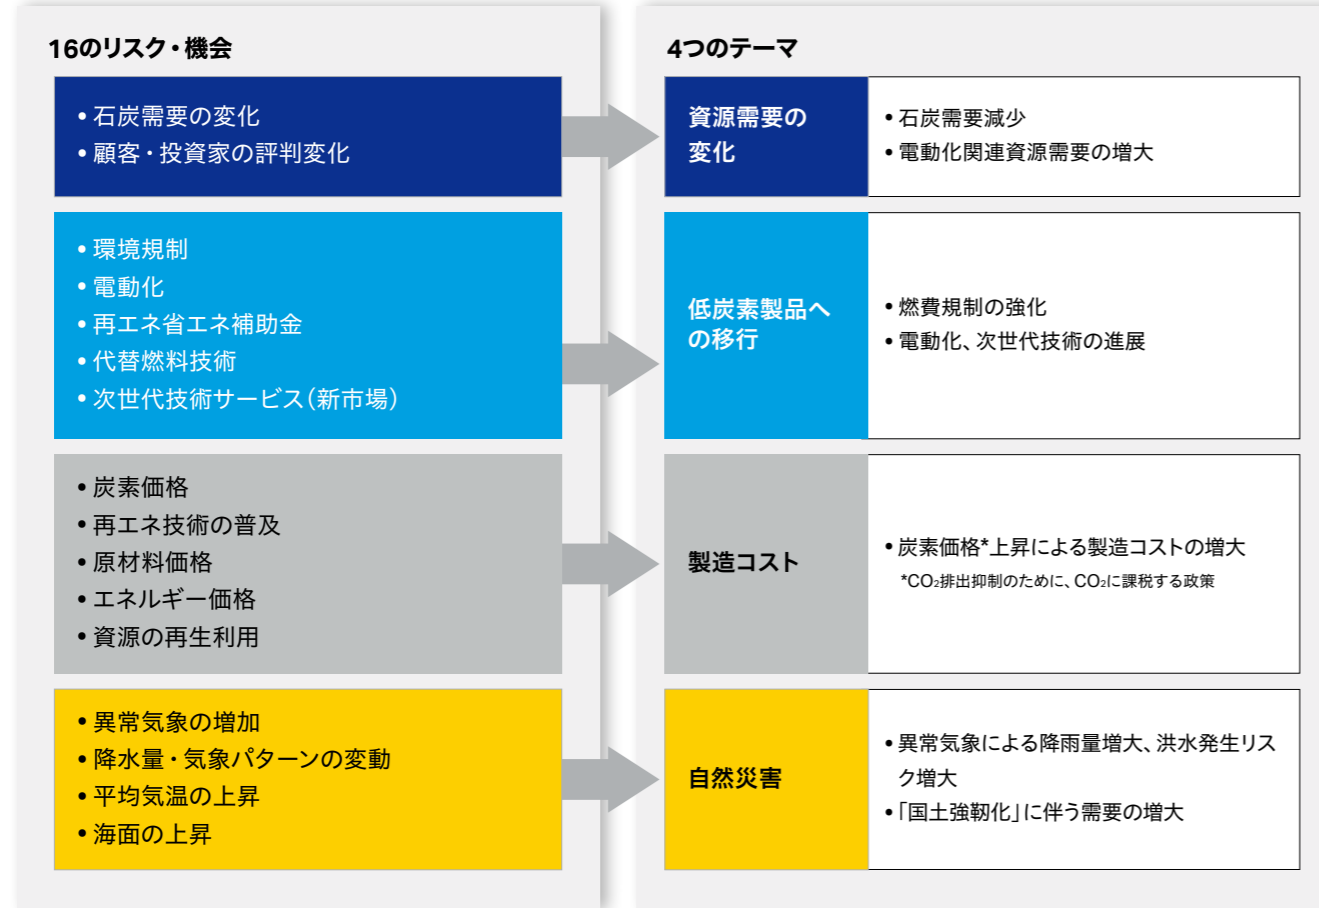 16のリスク・機会
• 石炭需要の変化
• 顧客・投資家の評判変化
• 環境規制
• 電動化
• 再エネ省エネ補助金
• 代替燃料技術
• 次世代技術サービス（新市場）
• 炭素価格
• 再エネ技術の普及
• 原材料価格
• エネルギー価格
• 資源の再生利用
• 異常気象の増加
• 降水量・気象パターンの変動
• 平均気温の上昇
• 海面の上昇
4つのテーマ
資源需要の
変化
• 石炭需要減少
• 電動化関連資源需要の増大
低炭素製品へ
の移行
• 燃費規制の強化
• 電動化、次世代技術の進展
製造コスト
• 炭素価格*上昇による製造コストの増大
*CO₂排出抑制のために、CO₂に課税する政策
自然災害
• 異常気象による降雨量増大、洪水発生リス
ク増大
• 「国土強靭化」に伴う需要の増大